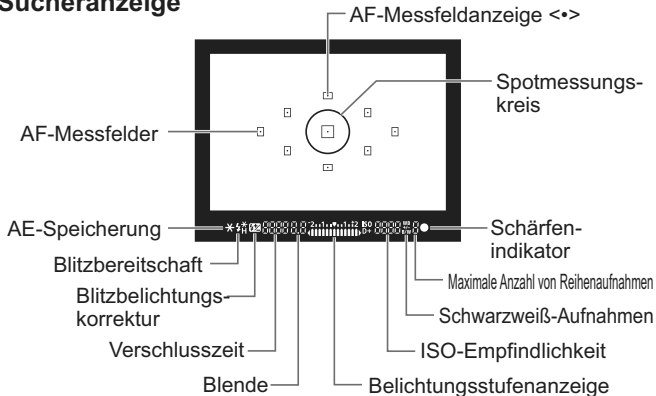 Sucheranzeige
AF-Messfeldanzeige <•>
Spotmessungs-
kreis
AF-Messfelder
AE-Speicherung
Schärfen-
indikator
Blitzbereitschaft
Maximale Anzahl von Reihenaufnahmen
Blitzbelichtungs-
korrektur
Schwarzweiß-Aufnahmen
Verschlusszeit
ISO-Empfindlichkeit
Blende
Belichtungsstufenanzeige